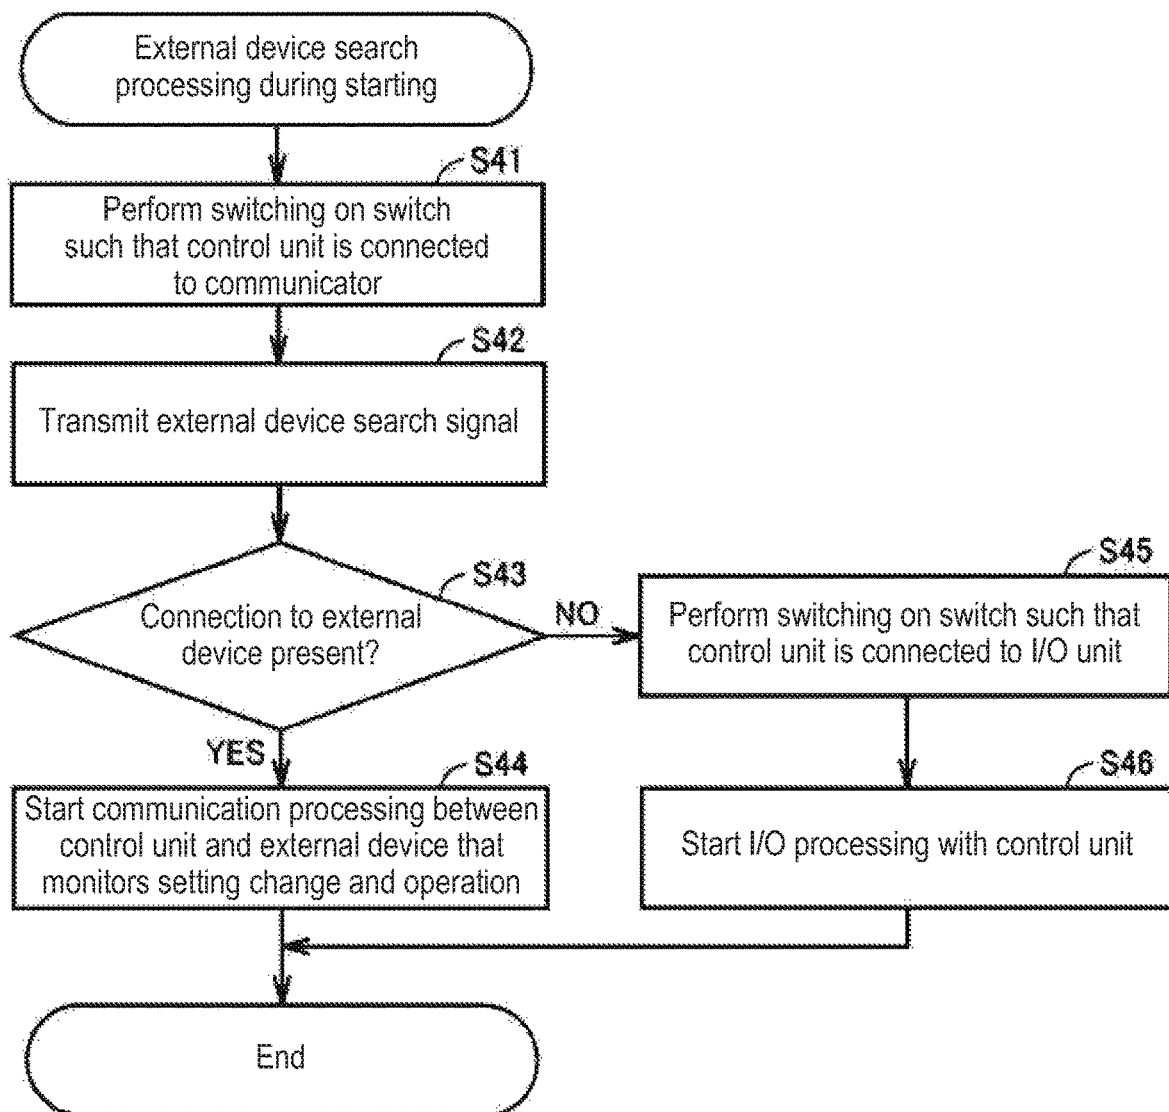 External device search
processing during starting
S41
Perform switching on switch
such that control unit is connected
to communicator
S42
Transmit external device search signal
S43
Connection to external
device present?
NO
YES
S45
Perform switching on switch such that
control unit is connected to I/O unit
S44
Start communication processing between
control unit and external device that
monitors setting change and operation
S46
Start I/O processing with control unit
End